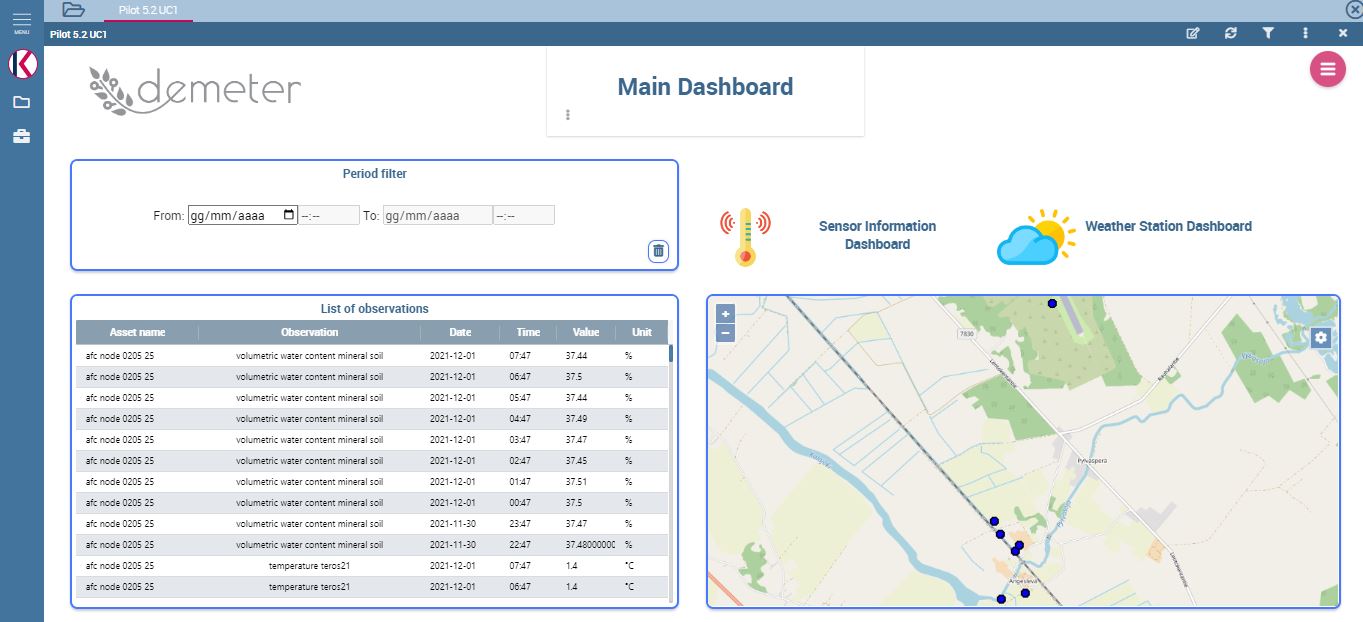 Pilot 5.2 UC1
MENU
Pilot 5.2 UC1
demeter
Main Dashboard
Period filter
From: gg/mm/aaaa --:-- To: gg/mm/aaaa --:--
Sensor Information
Dashboard
Weather Station Dashboard
List of observations
Asset name Observation Date Time Value Unit
afc node 0205 25 volumetric water content mineral soil 2021-12-01 07:47 37.44 %
afc node 0205 25 volumetric water content mineral soil 2021-12-01 06:47 37.5 %
afc node 0205 25 volumetric water content mineral soil 2021-12-01 05:47 37.44 %
afc node 0205 25 volumetric water content mineral soil 2021-12-01 04:47 37.49 %
afc node 0205 25 volumetric water content mineral soil 2021-12-01 03:47 37.47 %
afc node 0205 25 volumetric water content mineral soil 2021-12-01 02:47 37.45 %
afc node 0205 25 volumetric water content mineral soil 2021-12-01 01:47 37.51 %
afc node 0205 25 volumetric water content mineral soil 2021-12-01 00:47 37.5 %
afc node 0205 25 volumetric water content mineral soil 2021-11-30 23:47 37.47 %
afc node 0205 25 volumetric water content mineral soil 2021-11-30 22:47 37.48000000 %
afc node 0205 25 temperature teros21 2021-12-01 07:47 1.4 °C
afc node 0205 25 temperature teros21 2021-12-01 06:47 1.4 °C
+
−
7830
Pylväsperä
Ängeslevä